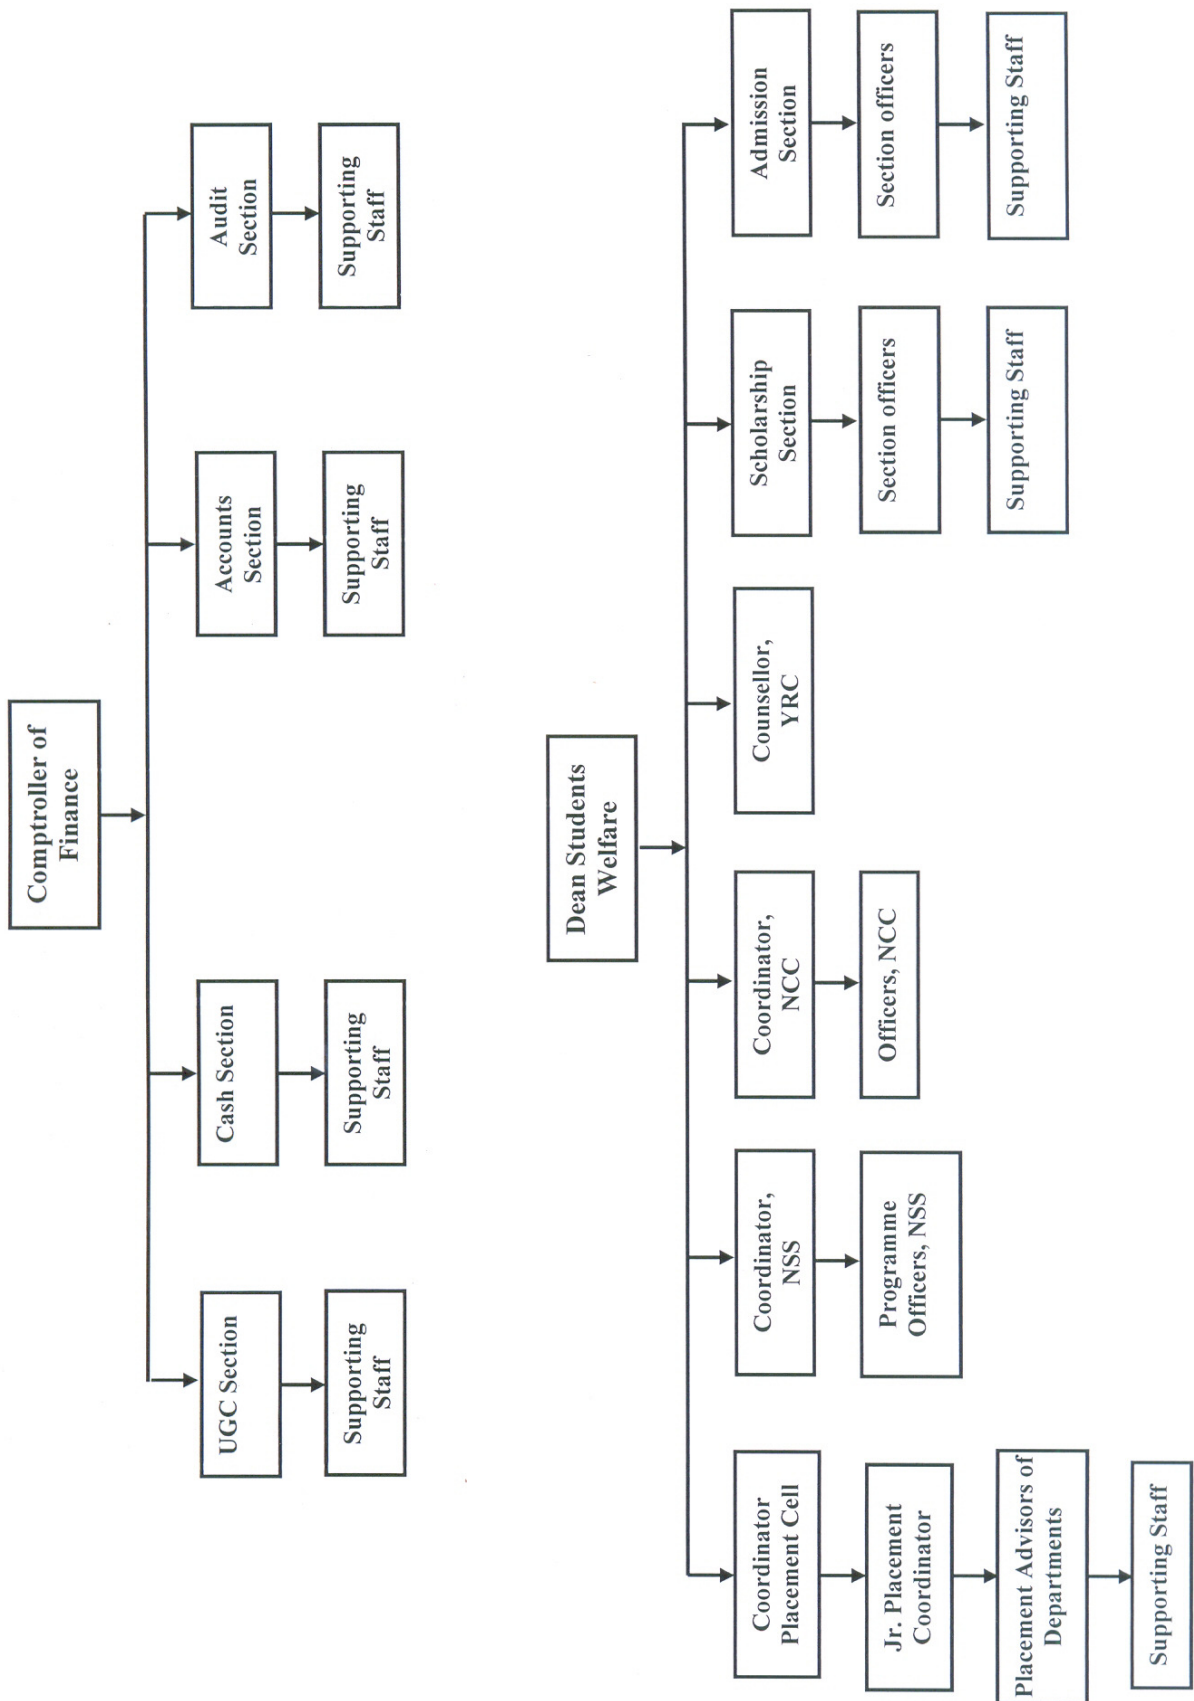 Comptroller of
Finance
UGC Section
Cash Section
Accounts
Section
Audit
Section
Supporting
Staff
Supporting
Staff
Supporting
Staff
Supporting
Staff
Dean Students
Welfare
Coordinator
Placement Cell
Coordinator,
NSS
Coordinator,
NCC
Counsellor,
YRC
Scholarship
Section
Admission
Section
Jr. Placement
Coordinator
Programme
Officers, NSS
Officers, NCC
Section officers
Section officers
Placement Advisors of
Departments
Supporting Staff
Supporting Staff
Supporting Staff